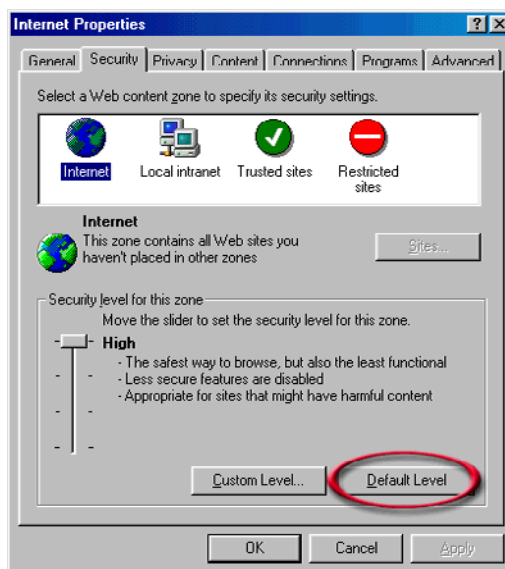 Internet Properties
General Security Privacy Content Connections Programs Advanced
Select a Web content zone to specify its security settings.
Internet Local intranet Trusted sites Restricted
sites
Internet
This zone contains all Web sites you
haven't placed in other zones
Sites...
Security level for this zone
Move the slider to set the security level for this zone.
High
- The safest way to browse, but also the least functional
- Less secure features are disabled
- Appropriate for sites that might have harmful content
Custom Level... Default Level
OK Cancel Apply